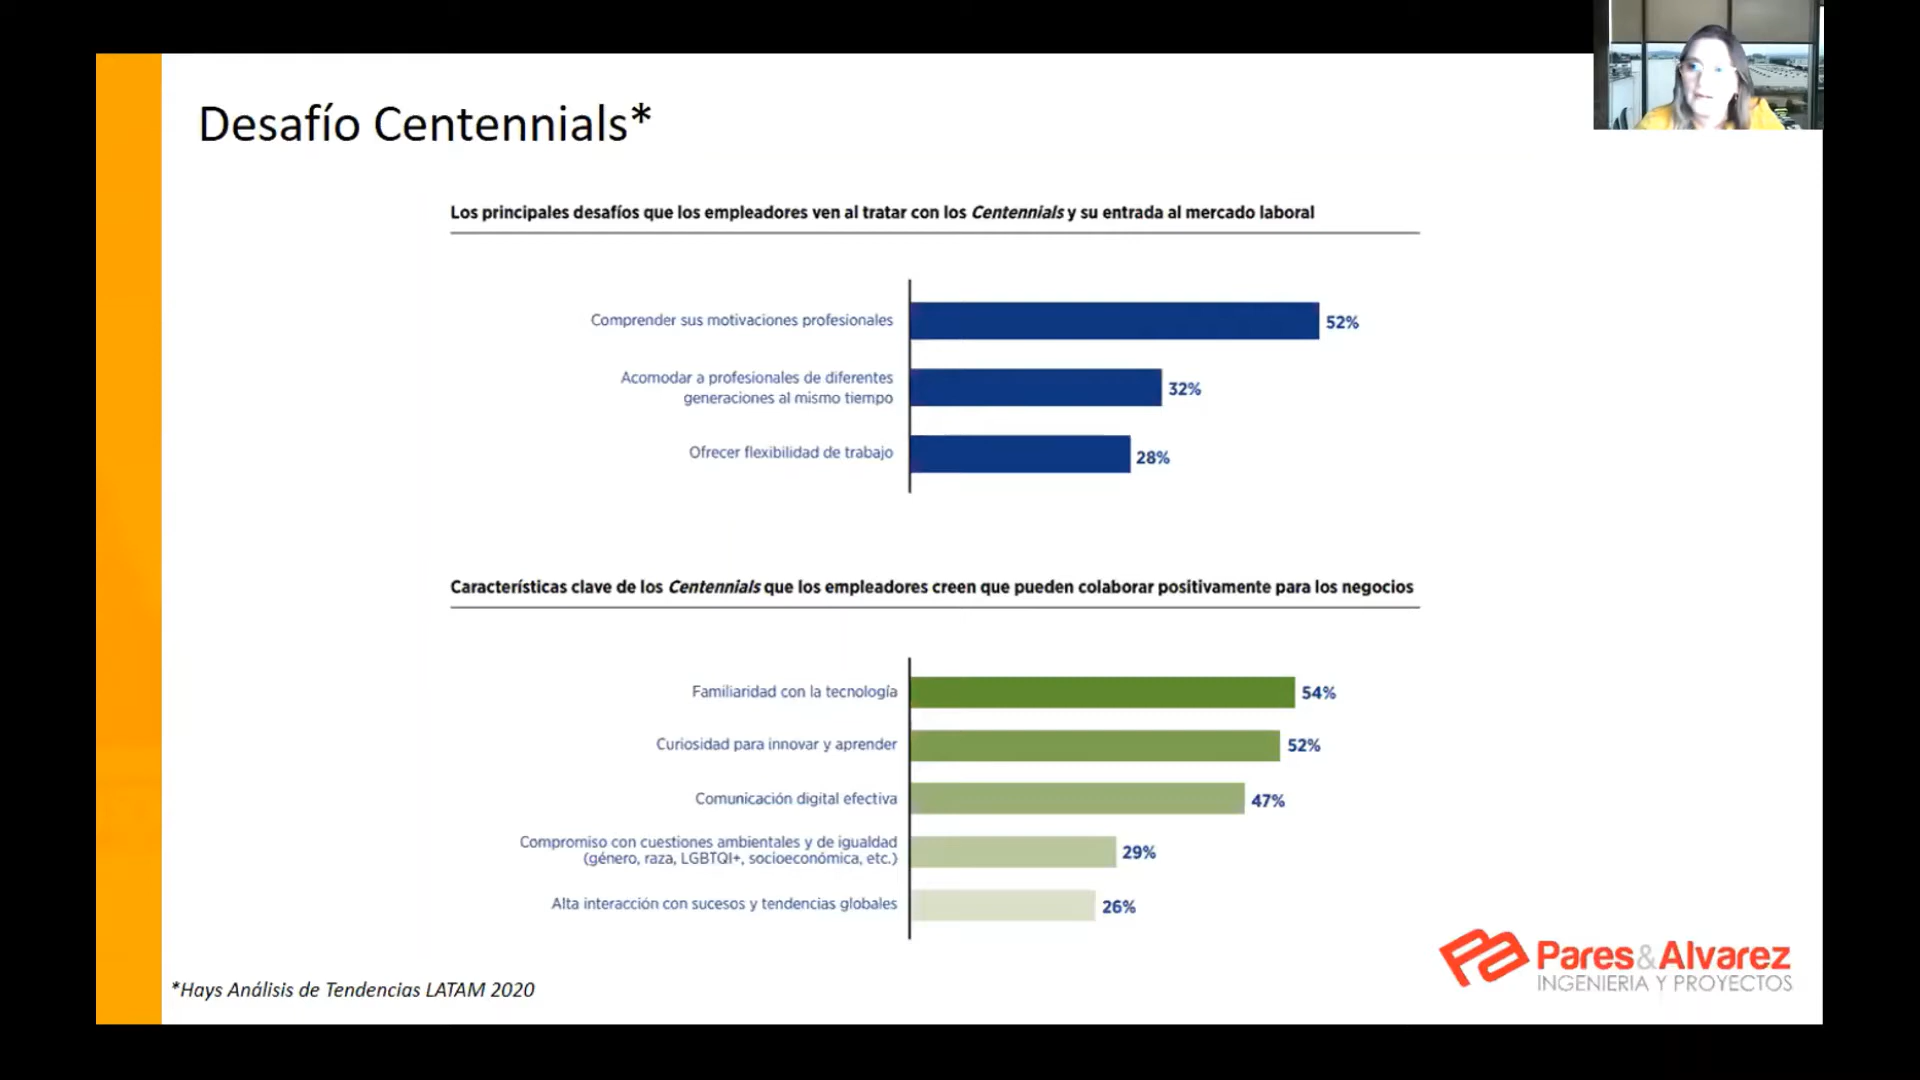 Desafío Centennials*
Los principales desafíos que los empleadores ven al tratar con los Centennials y su entrada al mercado laboral
Comprender sus motivaciones profesionales
52%
Acomodar a profesionales de diferentes
generaciones al mismo tiempo
32%
Ofrecer flexibilidad de trabajo
28%
Características clave de los Centennials que los empleadores creen que pueden colaborar positivamente para los negocios
Familiaridad con la tecnología
54%
Curiosidad para innovar y aprender
52%
Comunicación digital efectiva
47%
Compromiso con cuestiones ambientales y de igualdad
(género, raza, LGBTQI+, socioeconómica, etc.)
29%
Alta interacción con sucesos y tendencias globales
26%
*Hays Análisis de Tendencias LATAM 2020
Pares&Alvarez
INGENIERIA Y PROYECTOS